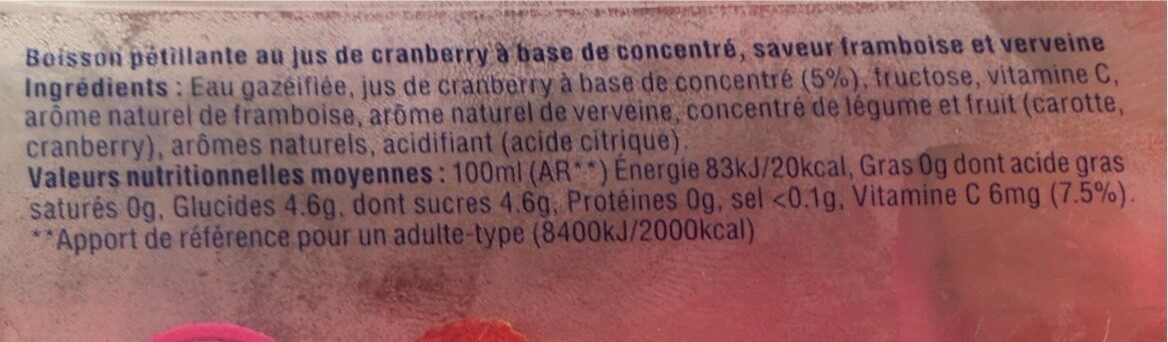 Boisson pétillante au jus de cranberry à base de concentré, saveur framboise et verveine
Ingrédients : Eau gazéifiée, jus de cranberry à base de concentré (5%), fructose, vitamine C,
arôme naturel de framboise, arôme naturel de verveine, concentré de légume et fruit (carotte,
cranberry), arômes naturels, acidifiant (acide citrique).
Valeurs nutritionnelles moyennes : 100ml (AR**) Énergie 83kJ/20kcal, Gras 0g dont acide gras
saturés 0g, Glucides 4.6g, dont sucres 4.6g, Protéines 0g, sel <0.1g, Vitamine C 6mg (7.5%).
**Apport de référence pour un adulte-type (8400kJ/2000kcal)